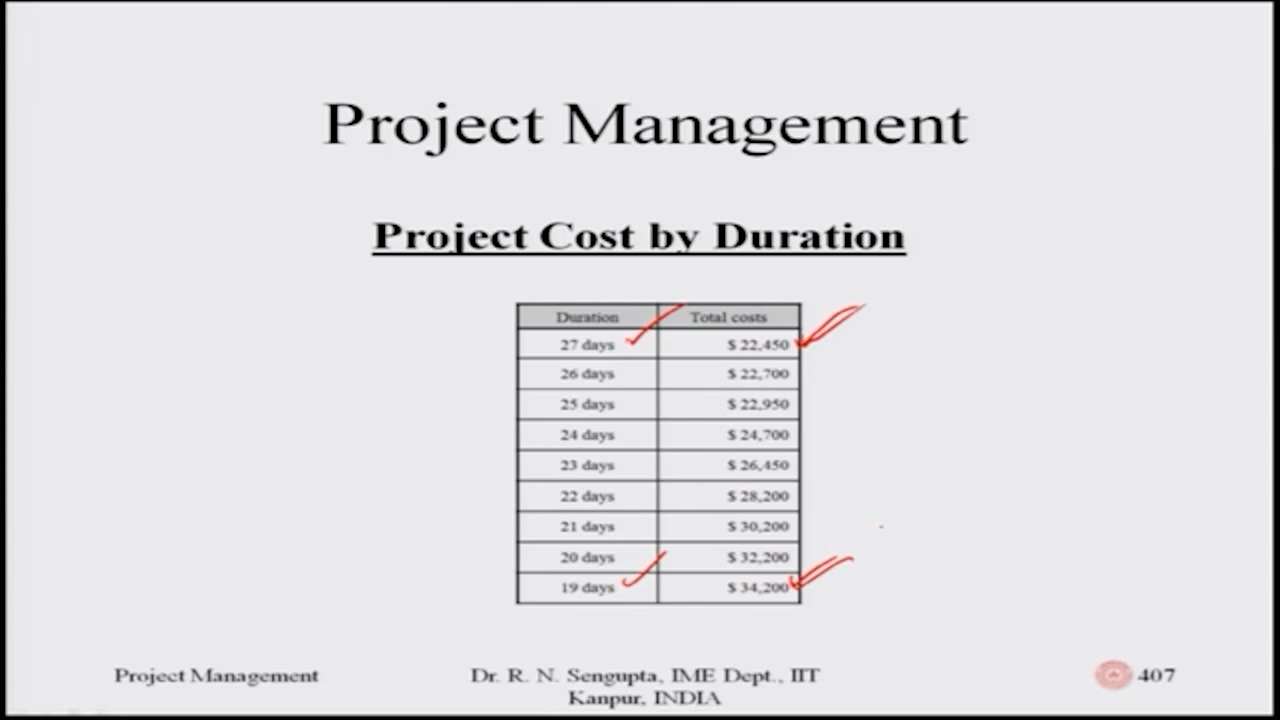 Project Management
Project Cost by Duration
Duration Total costs
27 days $ 22,450
26 days $ 22,700
25 days $ 22,950
24 days $ 24,700
23 days $ 26,450
22 days $ 28,200
21 days $ 30,200
20 days $ 32,200
19 days $ 34,200
Project Management
Dr. R. N. Sengupta, IME Dept., IIT
Kanpur, INDIA
407